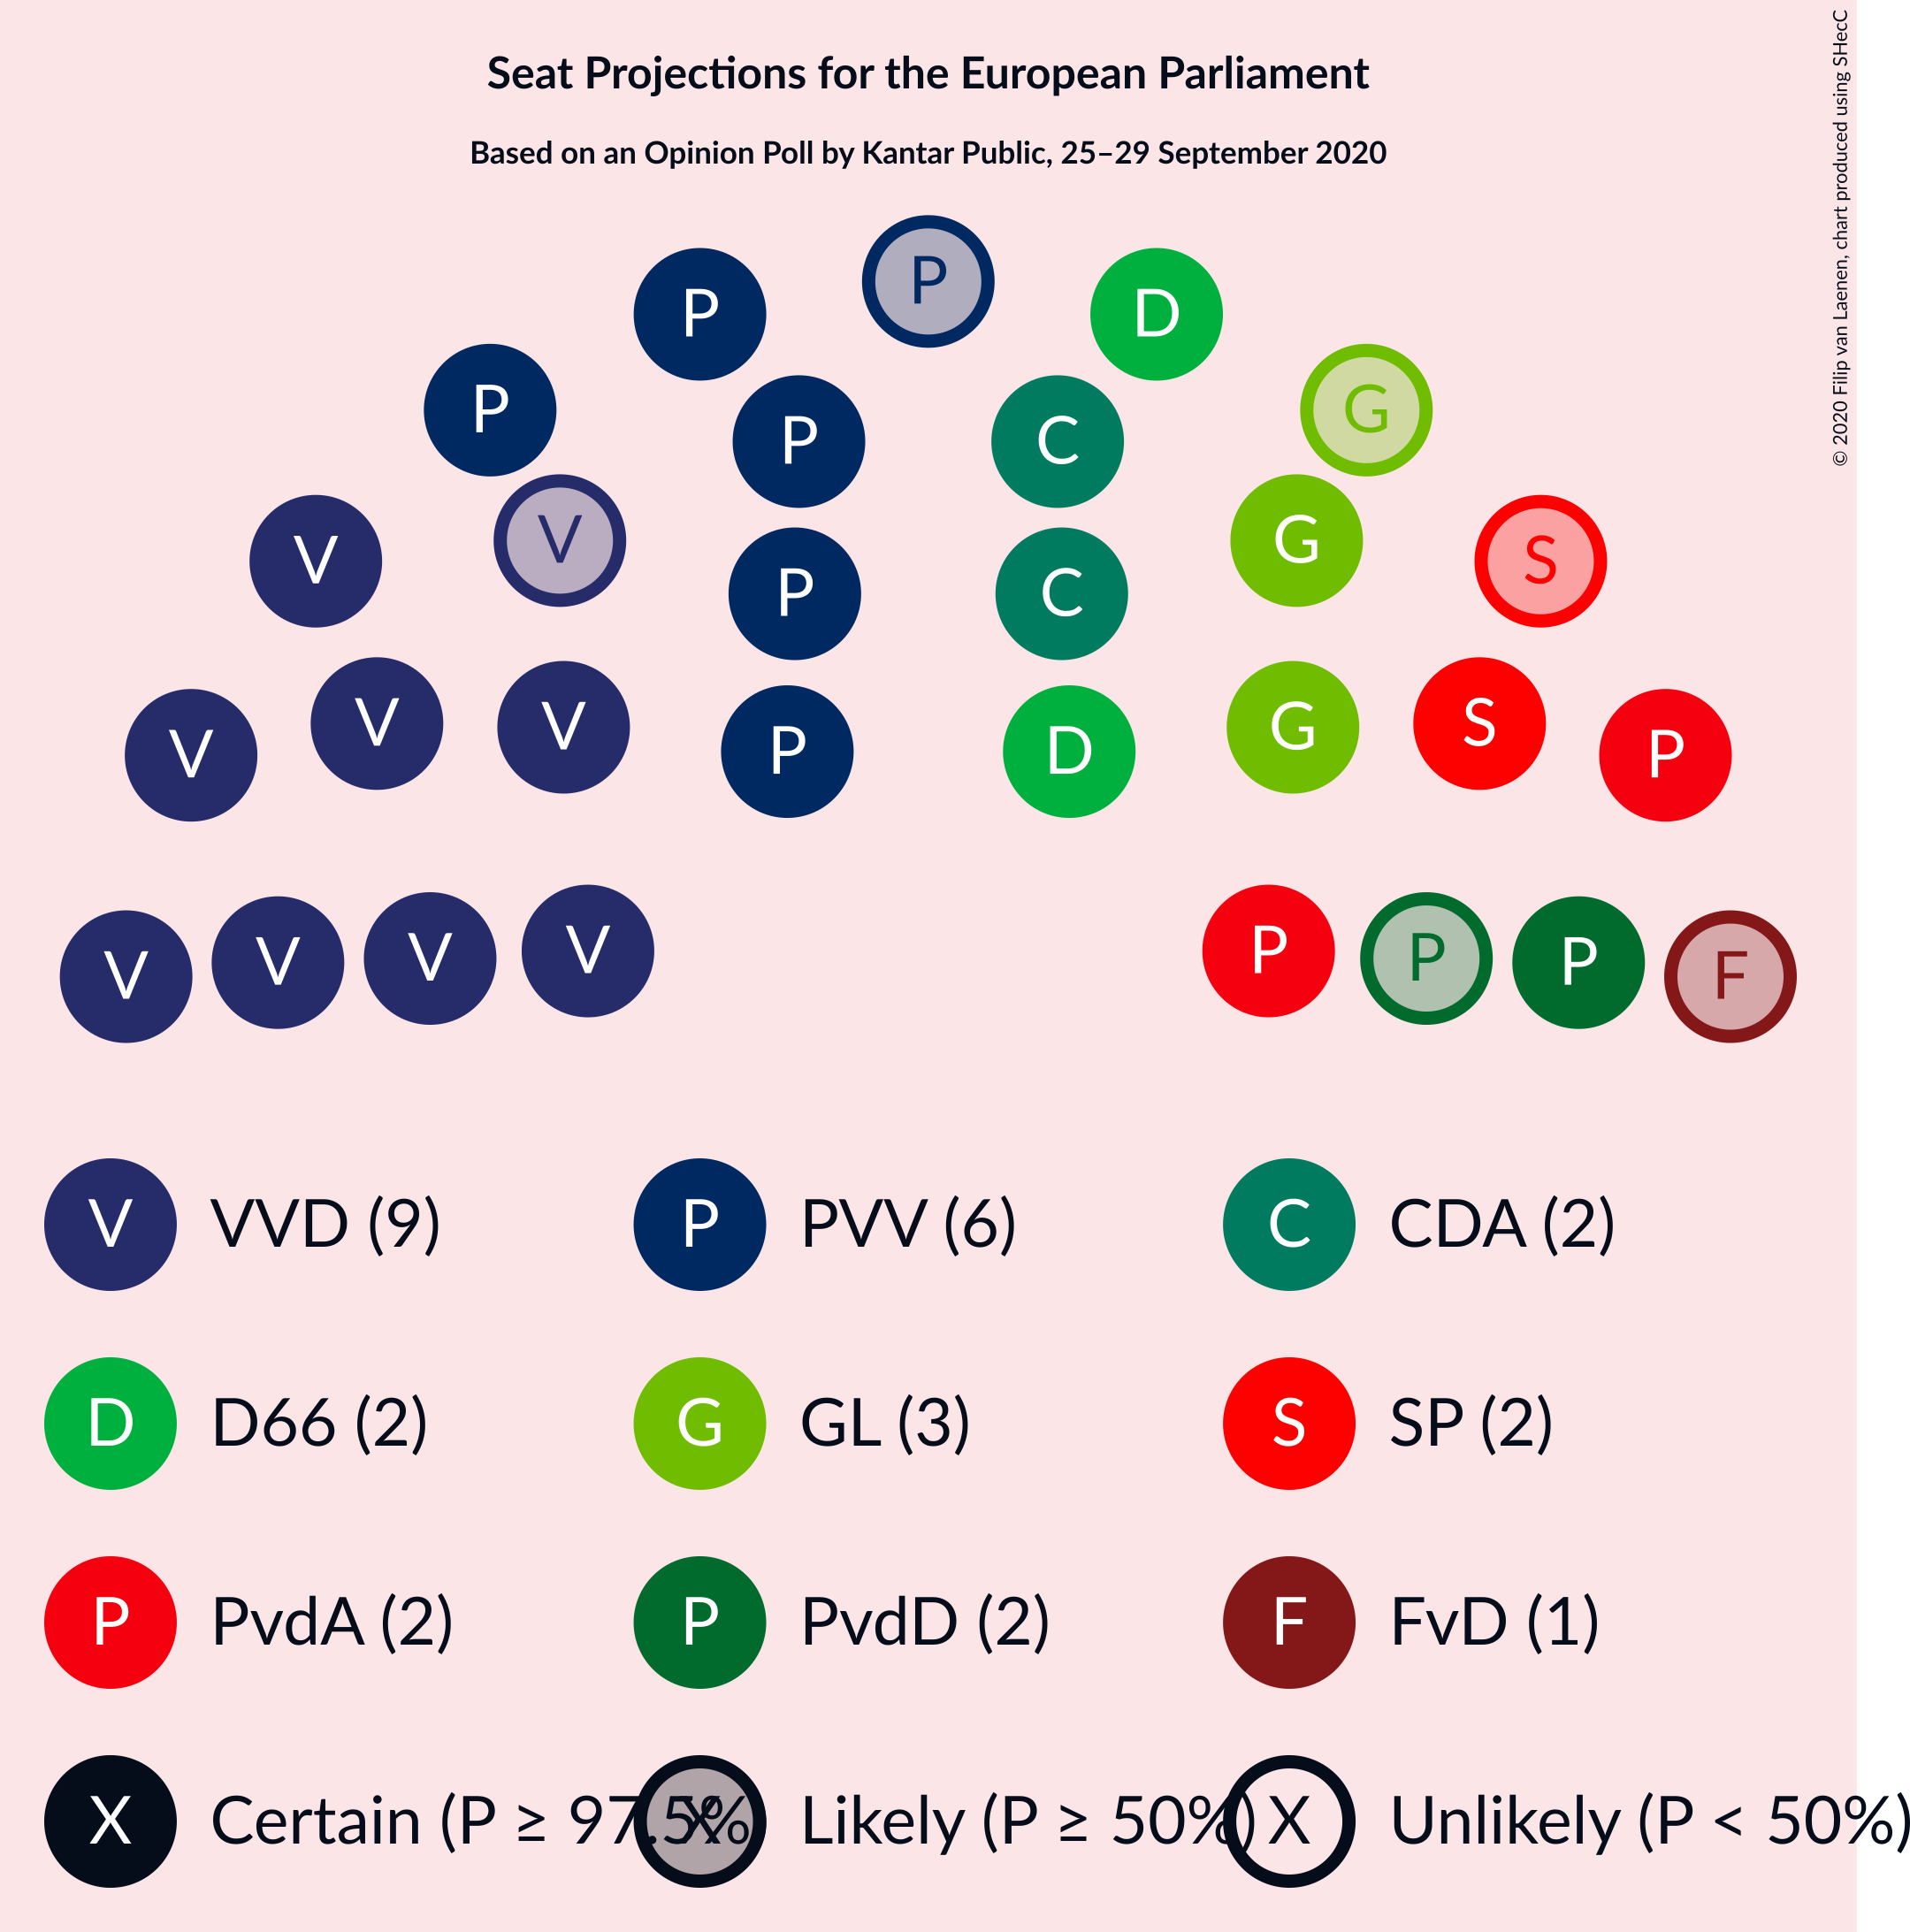 Seat Projections for the European Parliament
Based on an Opinion Poll by Kantar Public, 25–29 September 2020
© 2020 Filip van Laenen, chart produced using SHecC
P
P D
P G
P C
V S
V G
P C
V V V P D G S P
V V V V P P P F
V VVD (9) P PVV (6) C CDA (2)
D D66 (2) G GL (3) S SP (2)
P PvdA (2) P PvdD (2) F FvD (1)
X Certain (P ≥ 97.5%) X Likely (P ≥ 50%) X Unlikely (P < 50%)